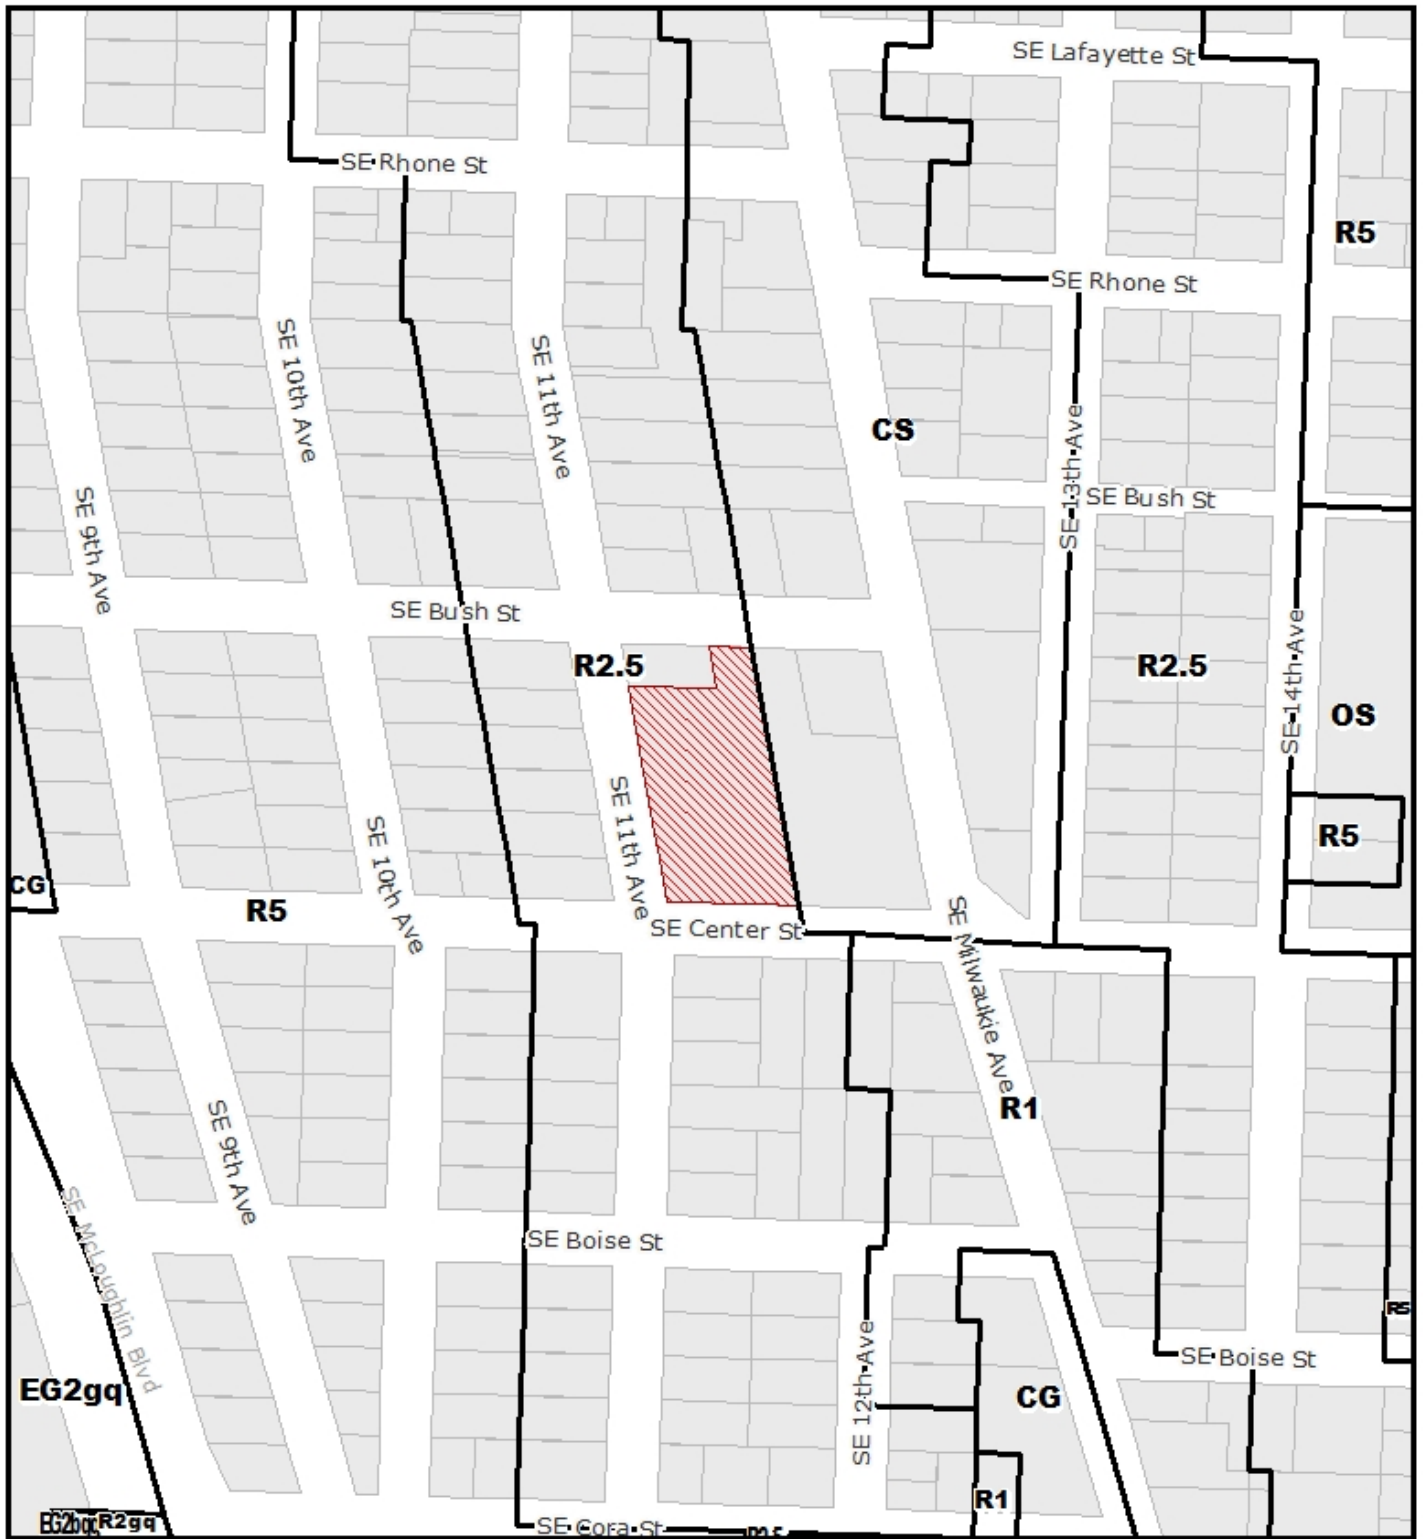 SE Lafayette St
SE Rhone St
R5
SE Rhone St
SE 10th Ave
SE 11th Ave
CS
SE 13th Ave
SE Bush St
SE 9th Ave
SE Bush St
R2.5
R2.5
SE 14th Ave
OS
SE 11th Ave
R5
SE 10th Ave
CG
R5
SE Center St
SE Milwaukie Ave
R1
SE 9th Ave
SE McLoughlin Blvd
SE Boise St
R5
SE 12th Ave
SE Boise St
EG2gq
CG
R1
R2gq
SE Cora St